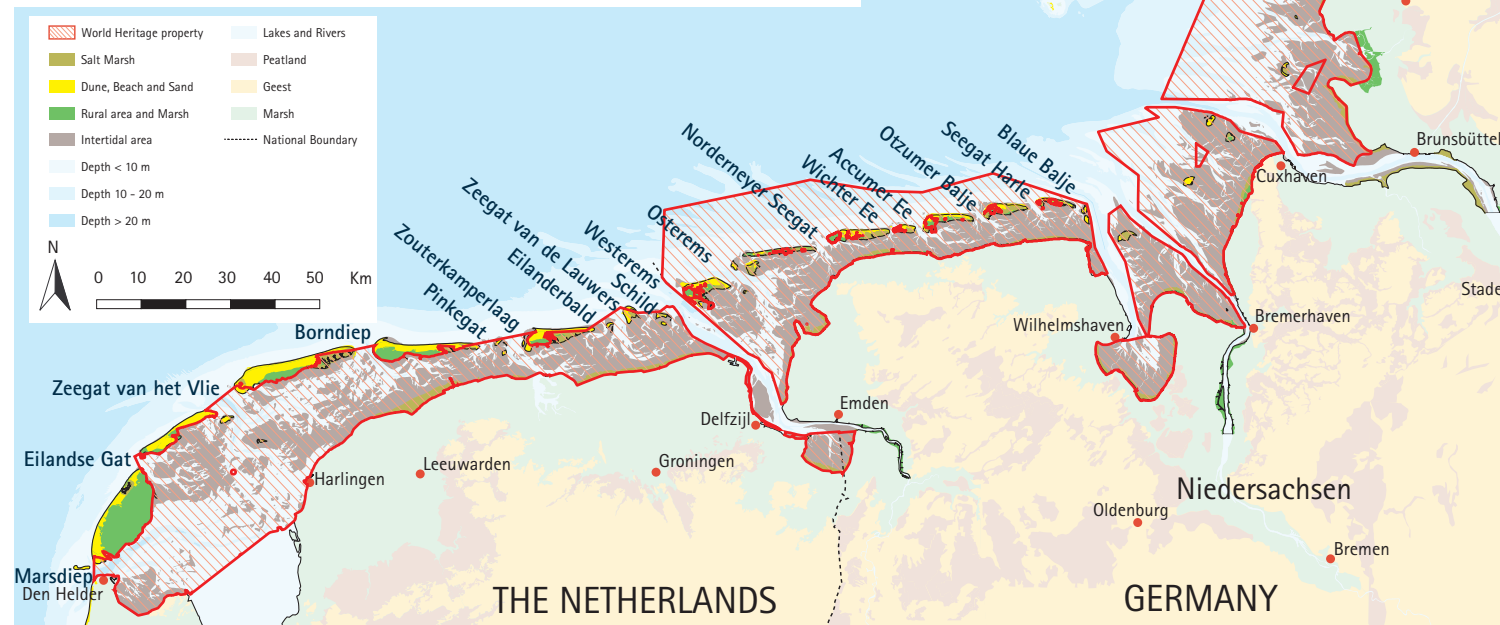 World Heritage property
Salt Marsh
Dune, Beach and Sand
Rural area and Marsh
Intertidal area
Depth < 10 m
Depth 10 - 20 m
Depth > 20 m
Lakes and Rivers
Peatland
Geest
Marsh
National Boundary
N
0 10 20 30 40 50 Km
Marsdiep
Eilandse Gat
Zeegat van het Vlie
Borndiep
Pinkegat
Zouterkamperlaag
Eilanderbald
Zeegat van de Lauwers
Schild
Westerems
Osterems
Norderneyer Seegat
Wichter Ee
Accumer Ee
Otzumer Balje
Seegat Harle
Blaue Balje
Brunsbüttel
Cuxhaven
Stade
Bremerhaven
Wilhelmshaven
Emden
Delfzijl
Groningen
Leeuwarden
Harlingen
Niedersachsen
Oldenburg
Bremen
Den Helder
THE NETHERLANDS
GERMANY